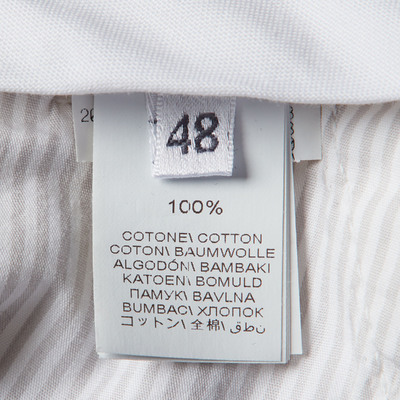 48
100%
COTONE\ COTTON
COTON\ BAUMWOLLE
ALGODÓN\ BAMBAKI
KATOEN\ BOMULD
ПАМУК\ BAVLNA
BUMBAC\ ХЛОПОК
コットン\ 全棉\ نطق